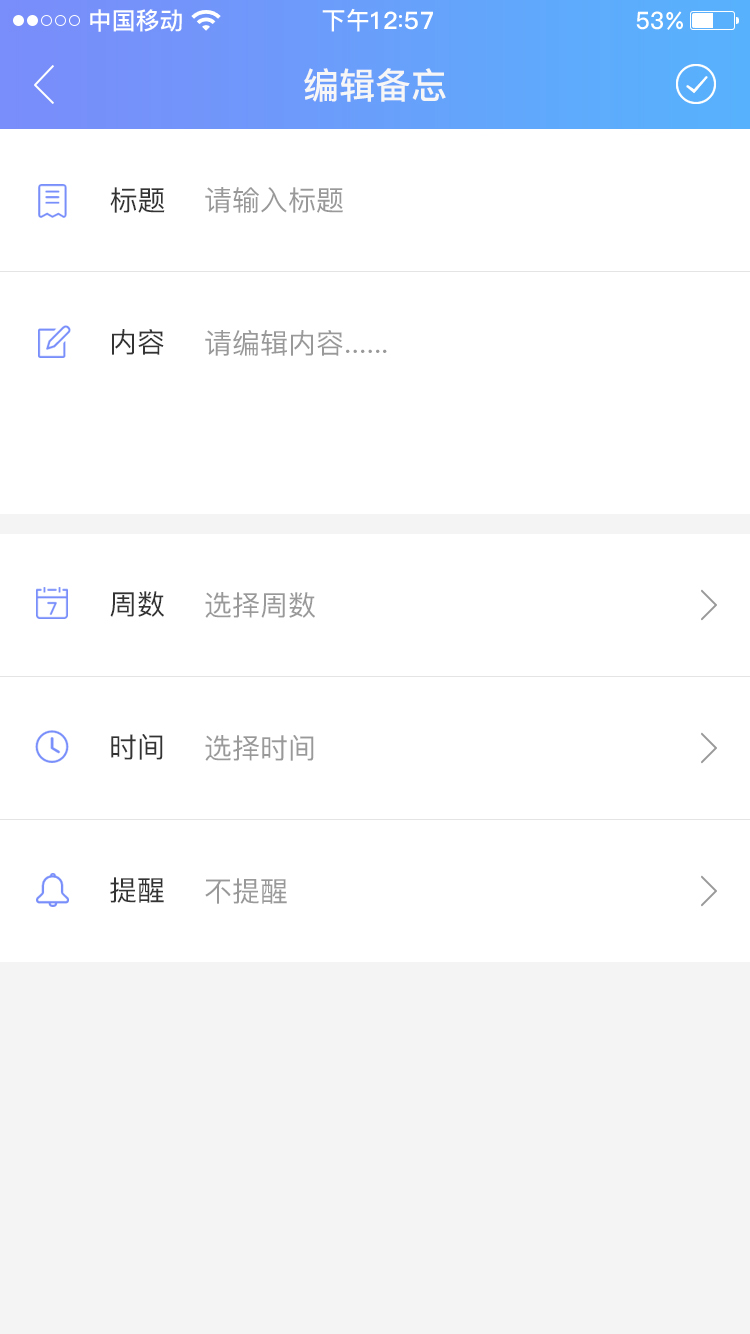 中国移动 下午12:57 53%
编辑备忘
标题 请输入标题
内容 请编辑内容......
7 周数 选择周数
时间 选择时间
提醒 不提醒